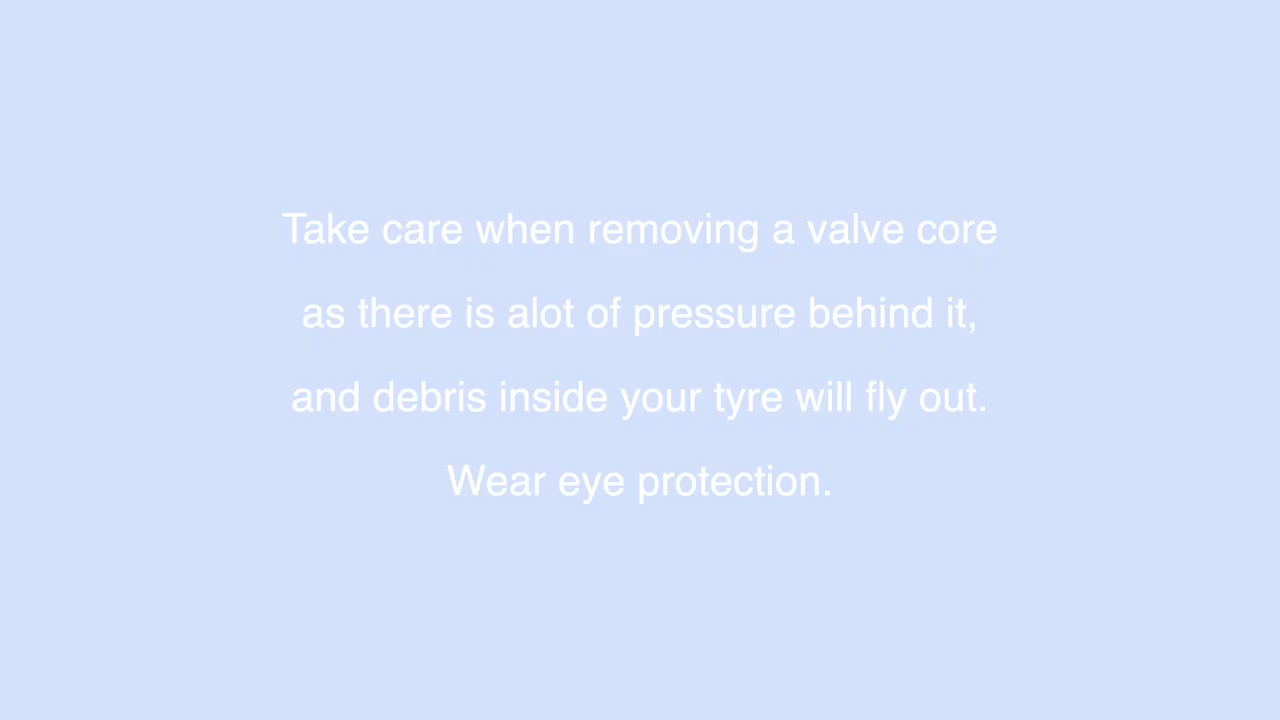 Take care when removing a valve core
as there is alot of pressure behind it,
and debris inside your tyre will fly out.
Wear eye protection.